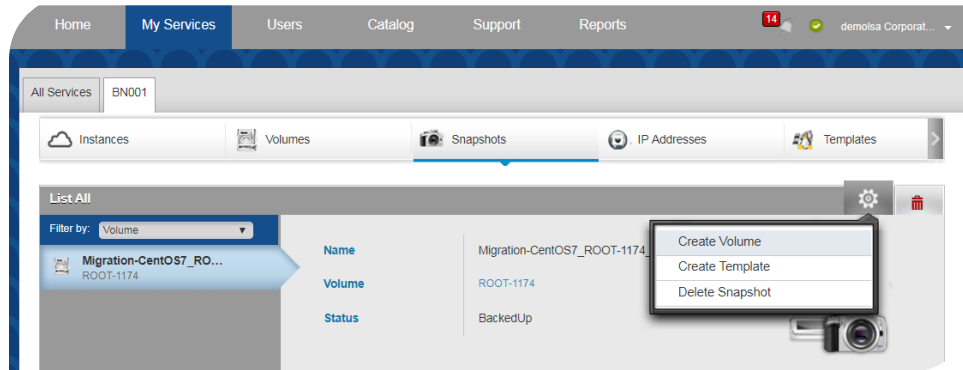 Home My Services Users Catalog Support Reports 14 demolsa Corporat...
All Services BN001
Instances Volumes Snapshots IP Addresses Templates
List All
Filter by: Volume
Migration-CentOS7_RO...
ROOT-1174
Name Migration-CentOS7_ROOT-1174_
Volume ROOT-1174
Status BackedUp
Create Volume
Create Template
Delete Snapshot